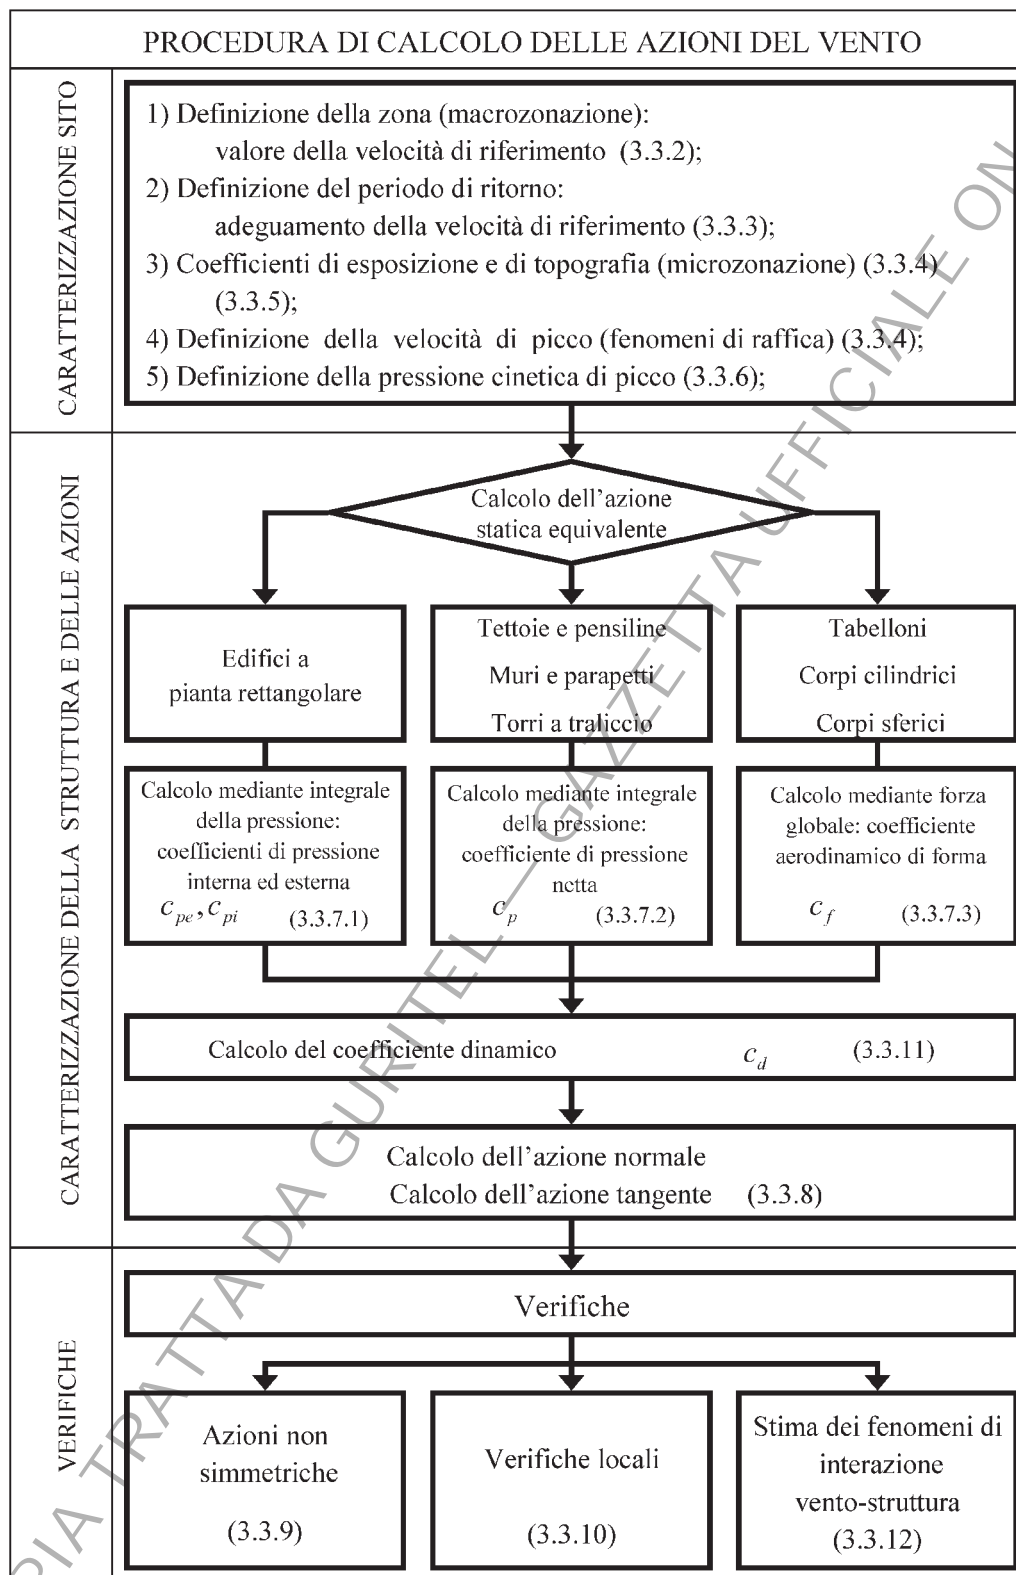 PROCEDURA DI CALCOLO DELLE AZIONI DEL VENTO
CARATTERIZZAZIONE SITO
1) Definizione della zona (macrozonazione):
valore della velocità di riferimento (3.3.2);
2) Definizione del periodo di ritorno:
adeguamento della velocità di riferimento (3.3.3);
3) Coefficienti di esposizione e di topografia (microzonazione) (3.3.4)
(3.3.5);
4) Definizione della velocità di picco (fenomeni di raffica) (3.3.4);
5) Definizione della pressione cinetica di picco (3.3.6);
CARATTERIZZAZIONE DELLA STRUTTURA E DELLE AZIONI
Calcolo dell'azione
statica equivalente
Edifici a
pianta rettangolare
Tettoie e pensiline
Muri e parapetti
Torri a traliccio
Tabelloni
Corpi cilindrici
Corpi sferici
Calcolo mediante integrale
della pressione:
coefficienti di pressione
interna ed esterna
c_pe, c_pi (3.3.7.1)
Calcolo mediante integrale
della pressione:
coefficiente di pressione
netta
c_p (3.3.7.2)
Calcolo mediante forza
globale: coefficiente
aerodinamico di forma
c_f (3.3.7.3)
Calcolo del coefficiente dinamico c_d (3.3.11)
Calcolo dell'azione normale
Calcolo dell'azione tangente (3.3.8)
VERIFICHE
Verifiche
Azioni non
simmetriche
(3.3.9)
Verifiche locali
(3.3.10)
Stima dei fenomeni di
interazione
vento-struttura
(3.3.12)
PIA TRATTA DA GURITEL — GAZZETTA UFFICIALE ON